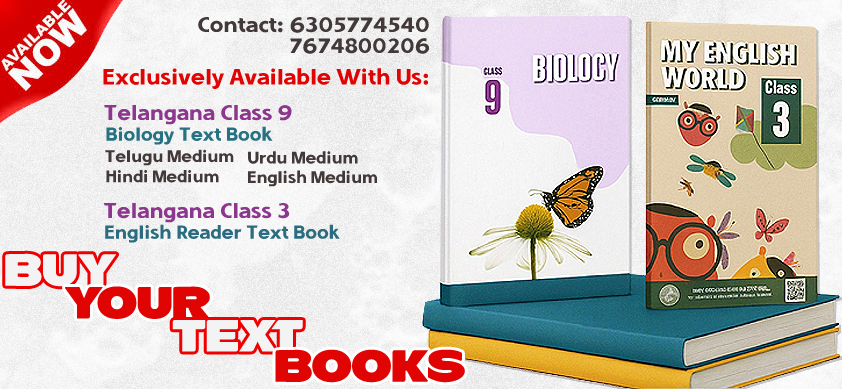 AVAILABLE
NOW
Contact: 6305774540
7674800206
Exclusively Available With Us:
Telangana Class 9
Biology Text Book
Telugu Medium Urdu Medium
Hindi Medium English Medium
Telangana Class 3
English Reader Text Book
BUY
YOUR
TEXT
BOOKS
CLASS
9
BIOLOGY
MY ENGLISH
WORLD
Class
3